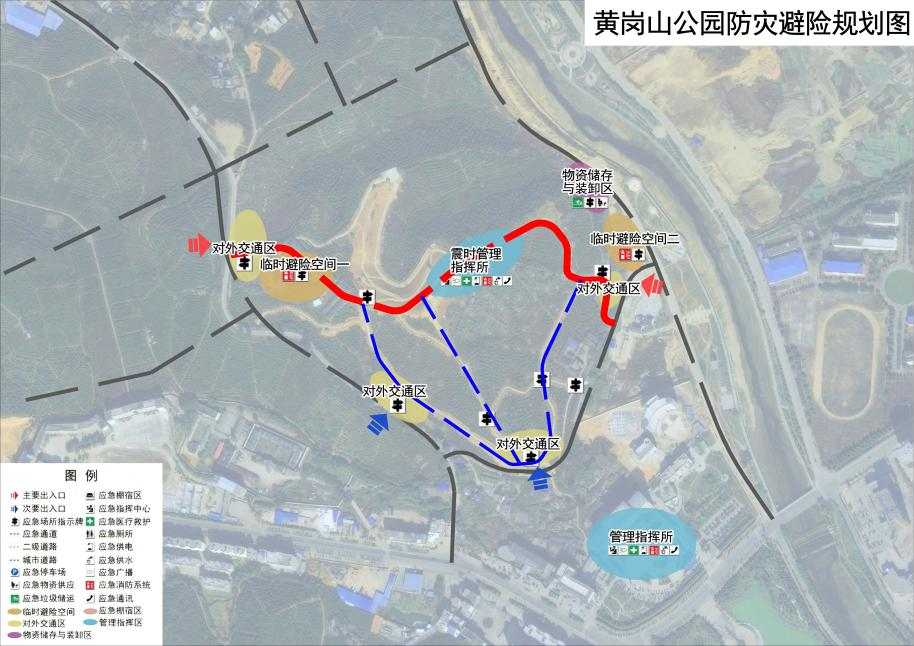 黄岗山公园防灾避险规划图
物资储存
与装卸区
对外交通区
临时避险空间一
震时管理
指挥所
临时避险空间二
对外交通区
对外交通区
对外交通区
管理指挥所
图 例
主要出入口
应急棚宿区
次要出入口
应急指挥中心
应急场所指示牌
应急医疗救护
应急通道
应急厕所
二级道路
应急供电
城市道路
应急供水
应急停车场
应急广播
应急物资供应
应急消防系统
应急垃圾储运
应急通讯
临时避险空间
应急棚宿区
对外交通区
管理指挥区
物资储存与装卸区